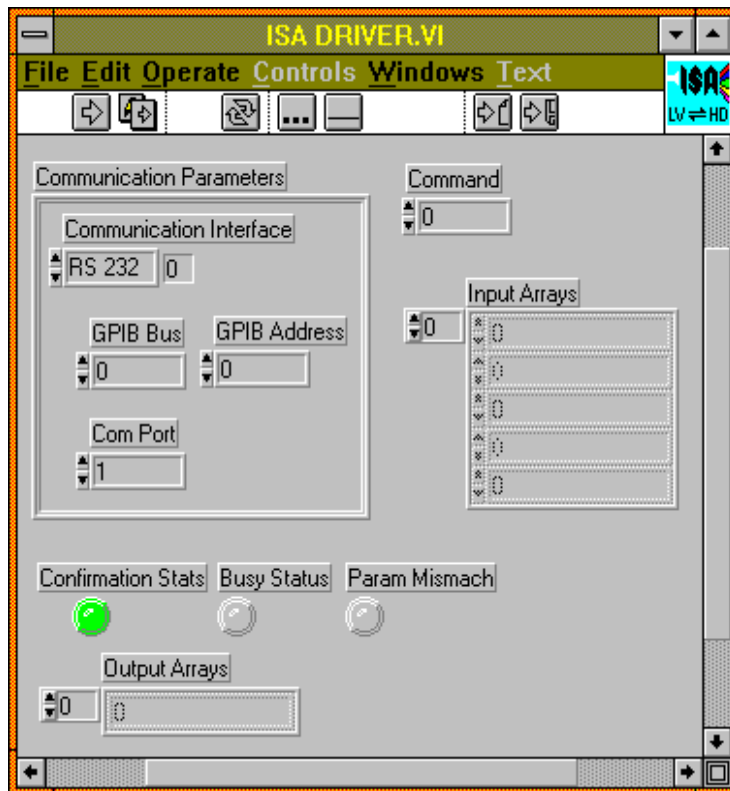 ISA DRIVER.VI
File Edit Operate Controls Windows Text
ISA
LV ⇌ HD
...
Communication Parameters
Command
0
Communication Interface
RS 232 0
Input Arrays
0
0
0
0
0
0
GPIB Bus GPIB Address
0 0
Com Port
1
Confirmation Stats Busy Status Param Mismach
Output Arrays
0 0